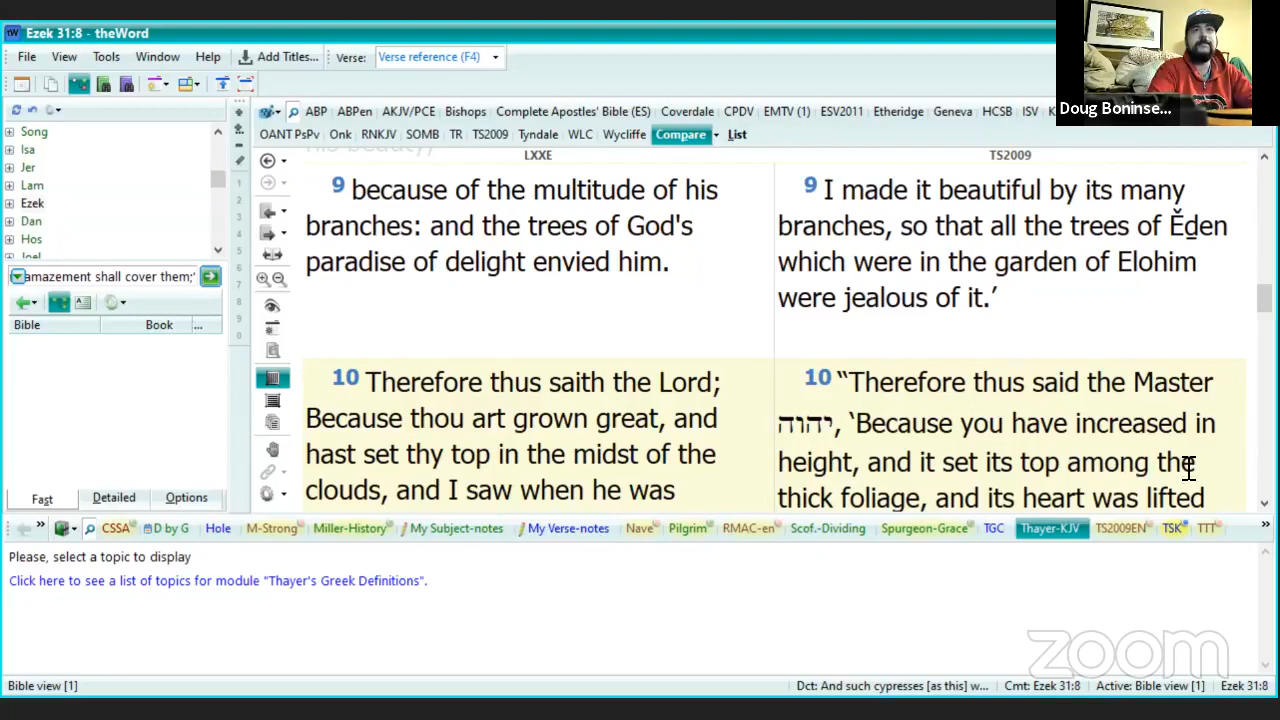 Ezek 31:8 - theWord
File View Tools Window Help Add Titles... Verse: Verse reference (F4)
Doug Boninse...
Song
Isa
Jer
Lam
Ezek
Dan
Hos
Joel
amazement shall cover them;'
Bible Book ...
Fast Detailed Options
ABP ABPen AKJV/PCE Bishops Complete Apostles' Bible (ES) Coverdale CPDV EMTV (1) ESV2011 Etheridge Geneva HCSB ISV
OANT PsPv Onk RNKJV SOMB TR TS2009 Tyndale WLC Wycliffe Compare List
his beauty,
LXXE TS2009
9 because of the multitude of his
branches: and the trees of God's
paradise of delight envied him.
10 Therefore thus saith the Lord;
Because thou art grown great, and
hast set thy top in the midst of the
clouds, and I saw when he was
9 I made it beautiful by its many
branches, so that all the trees of Ěḏen
which were in the garden of Elohim
were jealous of it.’
10 “Therefore thus said the Master
יהוה, ‘Because you have increased in
height, and it set its top among the
thick foliage, and its heart was lifted
CSSA D by G Hole M-Strong Miller-History My Subject-notes My Verse-notes Nave Pilgrim RMAC-en Scof.-Dividing Spurgeon-Grace TGC Thayer-KJV TS2009EN TSK TTT
Please, select a topic to display
Click here to see a list of topics for module "Thayer's Greek Definitions".
zoom
Bible view [1] Dct: And such cypresses [as this] w... Cmt: Ezek 31:8 Active: Bible view [1] Ezek 31:8